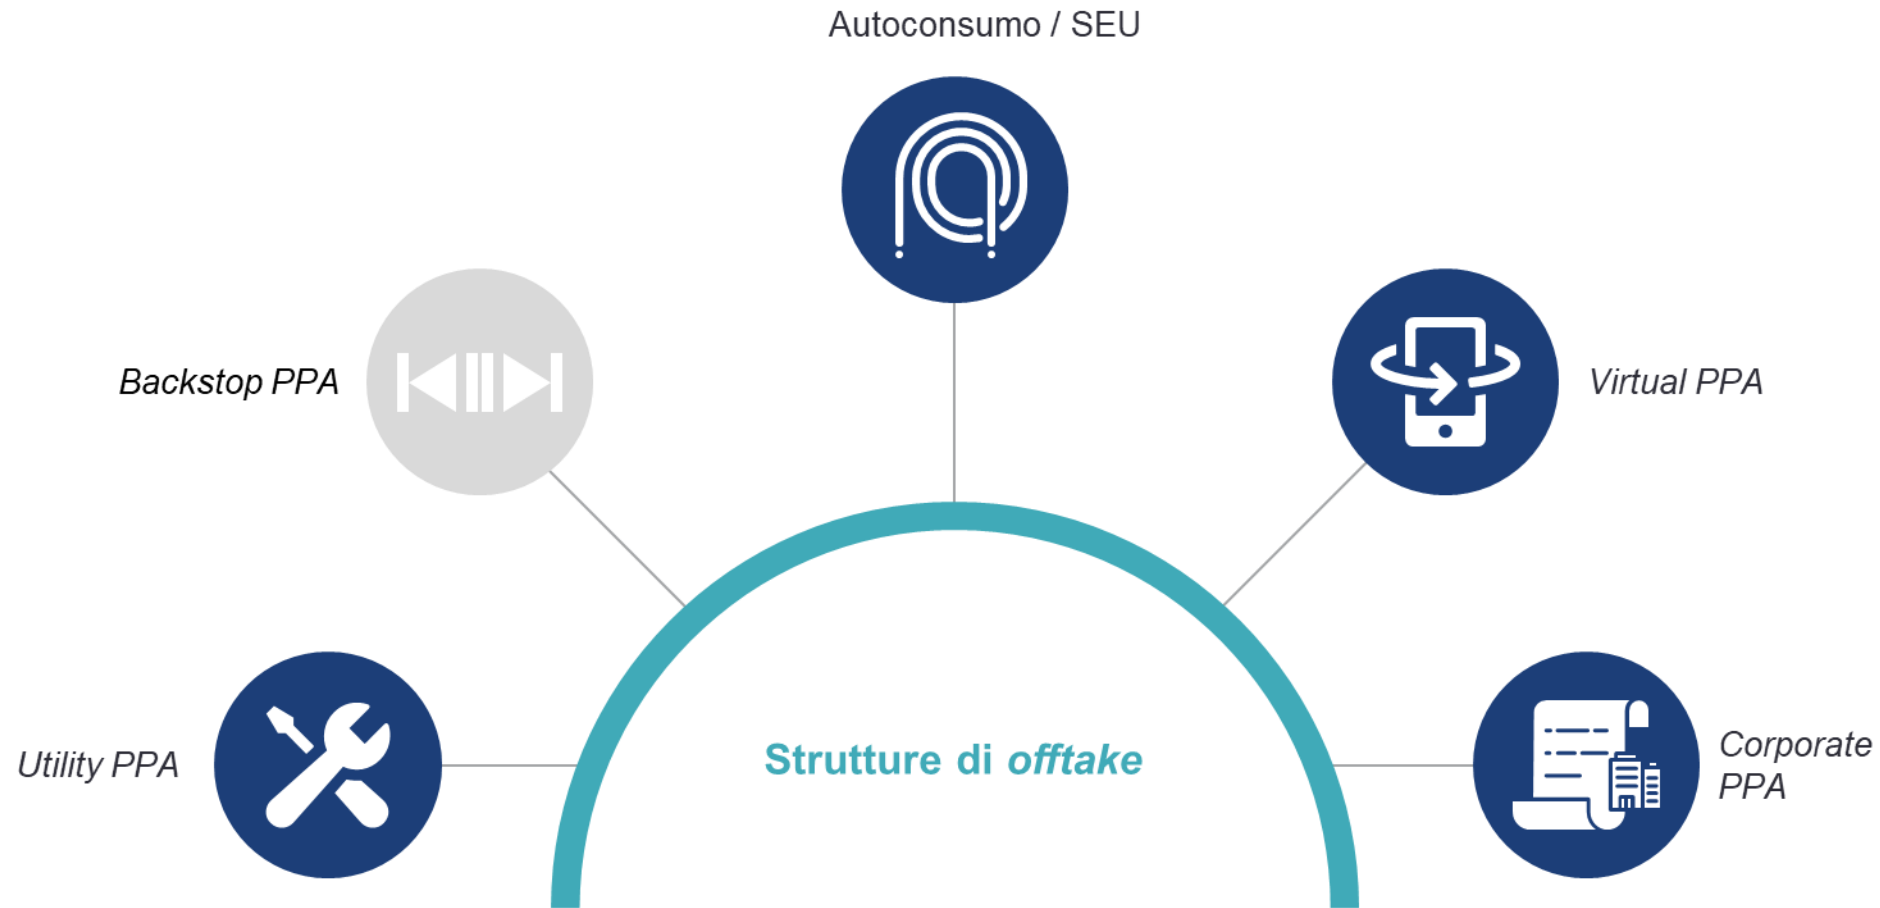 Autoconsumo / SEU
Backstop PPA
Virtual PPA
Utility PPA
Strutture di offtake
Corporate
PPA